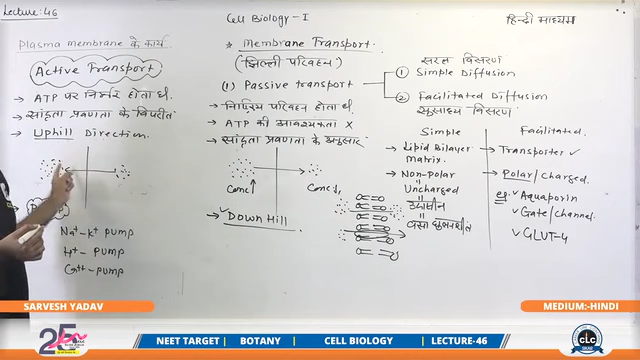 Lecture: 46
Cell Biology - I
हिन्दी माध्यम
Plasma membrane के कार्य
Active Transport
→ ATP पर निर्भर होता है।
→ सांद्रता प्रवणता के विपरीत
→ Uphill Direction
Na⁺-K⁺ pump
H⁺ - pump
Ca⁺⁺ - pump
* Membrane Transport.
(झिल्ली परिवहन)
(1) Passive transport
सरल विसरण
① Simple Diffusion
② Facilitated Diffusion
सुसाध्य विसरण
→ निष्क्रिय परिवहन होता है।
→ ATP की आवश्यकता X
→ सांद्रता प्रवणता के अनुसार
Conc↑
Conc↓
→ Down Hill
Simple
→ Lipid Bilayer
matrix.
→ Non-Polar
Uncharged
उदासीन
Facilitated.
→ Transporter ✓
→ Polar/Charged.
eg: ✓ Aquaporin
✓ Gate/Channel
✓ GLUT-4
SARVESH YADAV
MEDIUM:-HINDI
25
NEET TARGET
BOTANY
CELL BIOLOGY
LECTURE-46
CLC